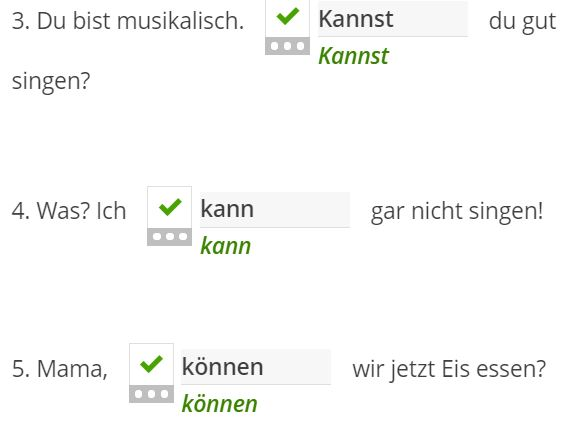 3. Du bist musikalisch. Kannst du gut
Kannst
singen?
4. Was? Ich kann gar nicht singen!
kann
5. Mama, können wir jetzt Eis essen?
können